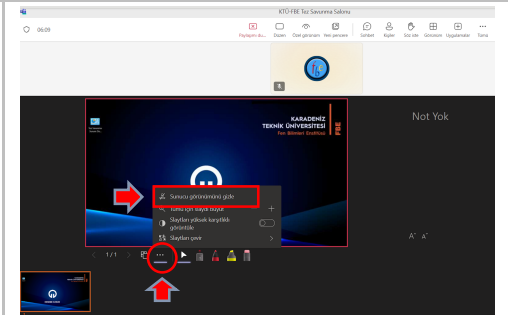 KTÜ-FBE Tez Savunma Salonu
06:09
Paylaşımı du... Düzen Özel görünüm Yeni pencere Sohbet Kişiler Söz iste Görünüm Uygulamalar Tümü
Not Yok
KARADENİZ
TEKNİK ÜNİVERSİTESİ
Fen Bilimleri Enstitüsü
FBE
Sunucu görünümünü gizle
Tümü için slaydı büyüt
Slaytları yüksek karşıtlıklı
görüntüle
Slaytları çevir
1/1
A˄ A˅